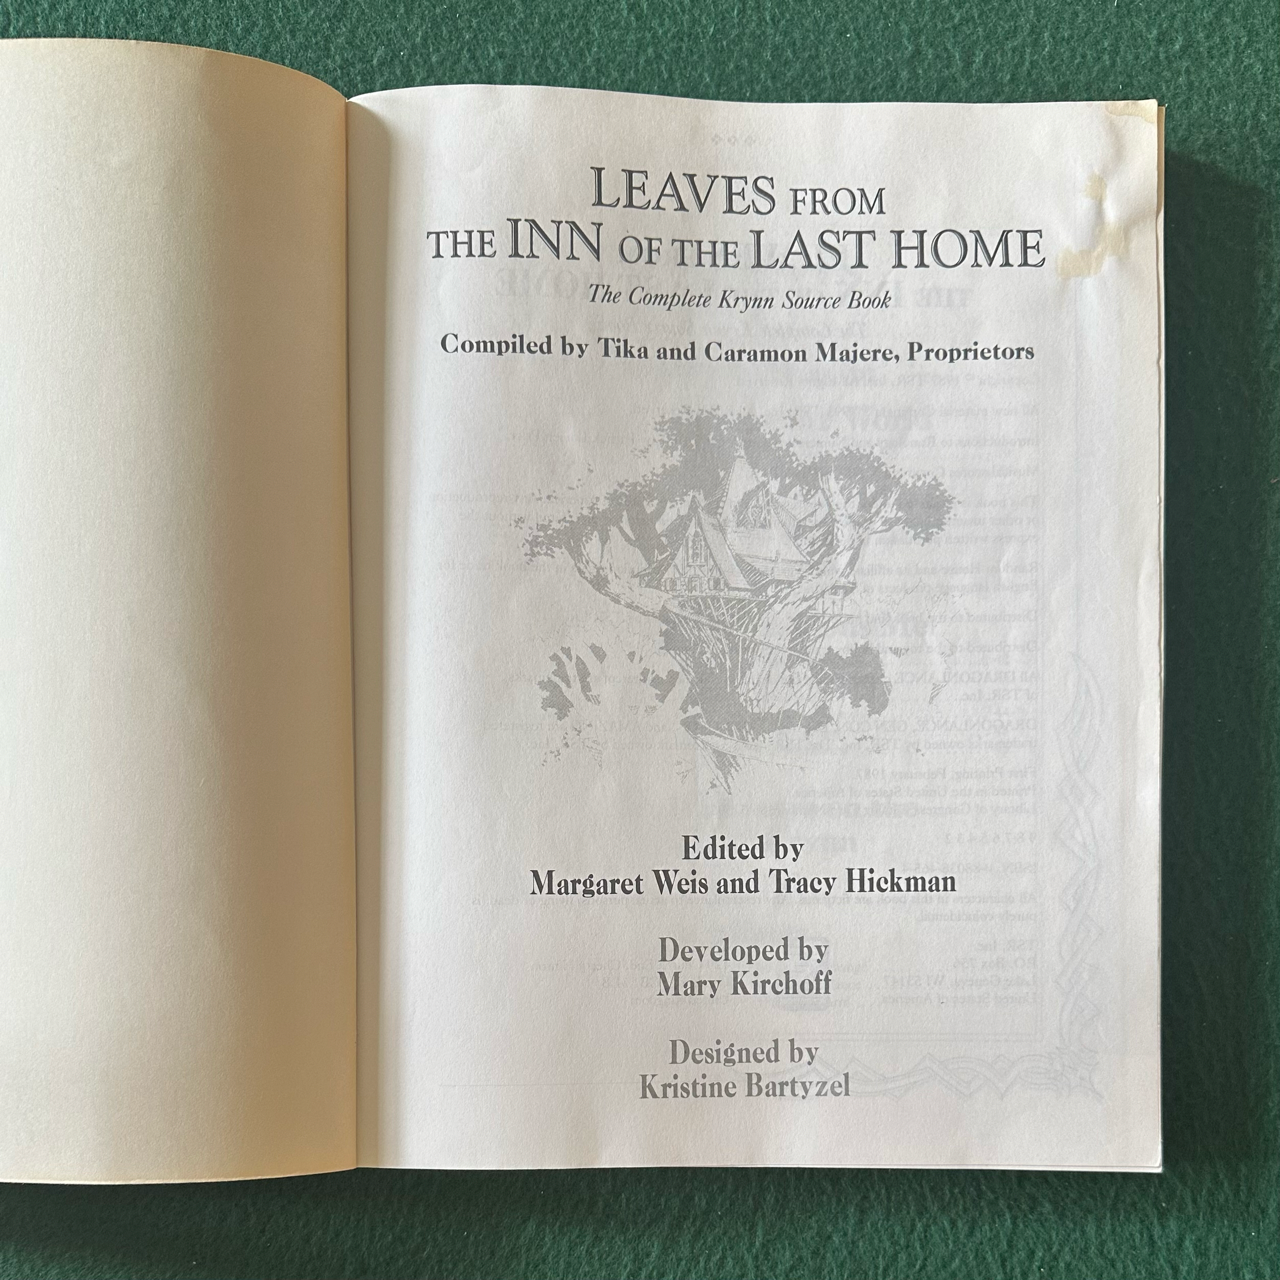 LEAVES FROM
THE INN OF THE LAST HOME
The Complete Krynn Source Book
Compiled by Tika and Caramon Majere, Proprietors
Edited by
Margaret Weis and Tracy Hickman
Developed by
Mary Kirchoff
Designed by
Kristine Bartyzel